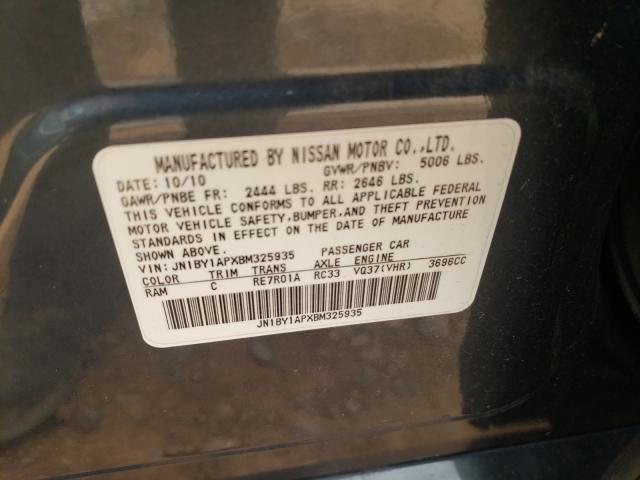 MANUFACTURED BY NISSAN MOTOR CO.,LTD.
DATE: 10/10 GVWR/PNBV: 5006 LBS.
GAWR/PNBE FR: 2444 LBS. RR: 2646 LBS.
THIS VEHICLE CONFORMS TO ALL APPLICABLE FEDERAL
MOTOR VEHICLE SAFETY,BUMPER,AND THEFT PREVENTION
STANDARDS IN EFFECT ON THE DATE OF MANUFACTURE
SHOWN ABOVE.
VIN: JN1BY1APXBM325935 PASSENGER CAR
COLOR TRIM TRANS AXLE ENGINE
RAM C RE7R01A RC33 VQ37(VHR) 3696CC
JN1BY1APXBM325935